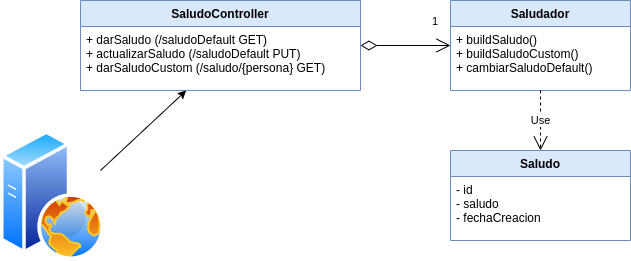 SaludoController
+ darSaludo (/saludoDefault GET)
+ actualizarSaludo (/saludoDefault PUT)
+ darSaludoCustom (/saludo/{persona} GET)
1
Saludador
+ buildSaludo()
+ buildSaludoCustom()
+ cambiarSaludoDefault()
Use
Saludo
- id
- saludo
- fechaCreacion